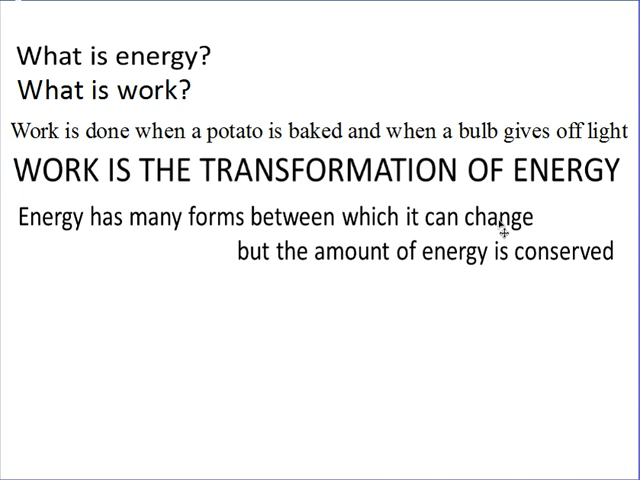 What is energy?
What is work?
Work is done when a potato is baked and when a bulb gives off light
WORK IS THE TRANSFORMATION OF ENERGY
Energy has many forms between which it can change
but the amount of energy is conserved